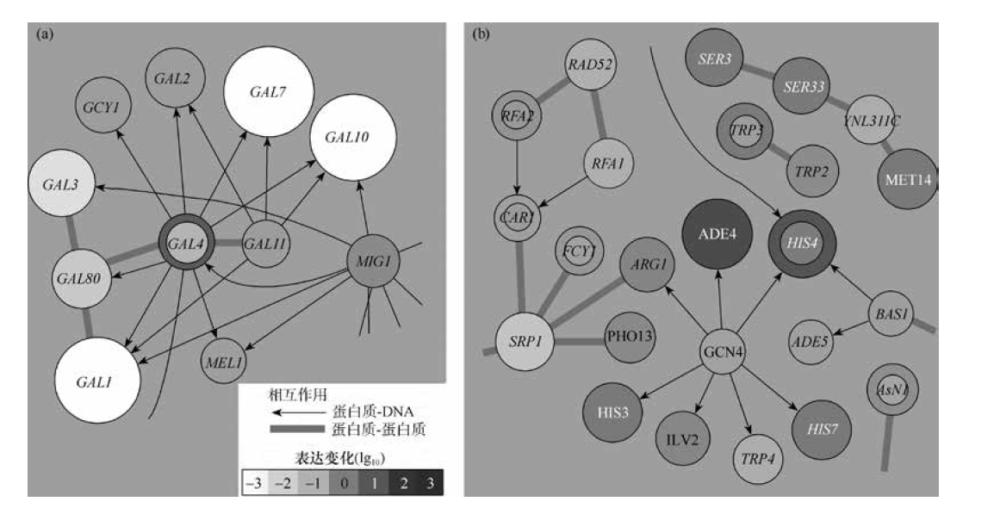 (a)
GAL2
GAL7
GCY1
GAL10
GAL3
GAL4
GAL11
MIG1
GAL80
MEL1
GAL1
相互作用
蛋白质-DNA
蛋白质-蛋白质
表达变化(lg10)
-3 -2 -1 0 1 2 3
(b)
RAD52
SER3
SER33
RFA2
TRP3
YNL311C
RFA1
TRP2
MET14
CAR1
ADE4
HIS4
FCY1
ARG1
BAS1
SRP1
PHO13
GCN4
ADE5
AsN1
HIS3
ILV2
TRP4
HIS7